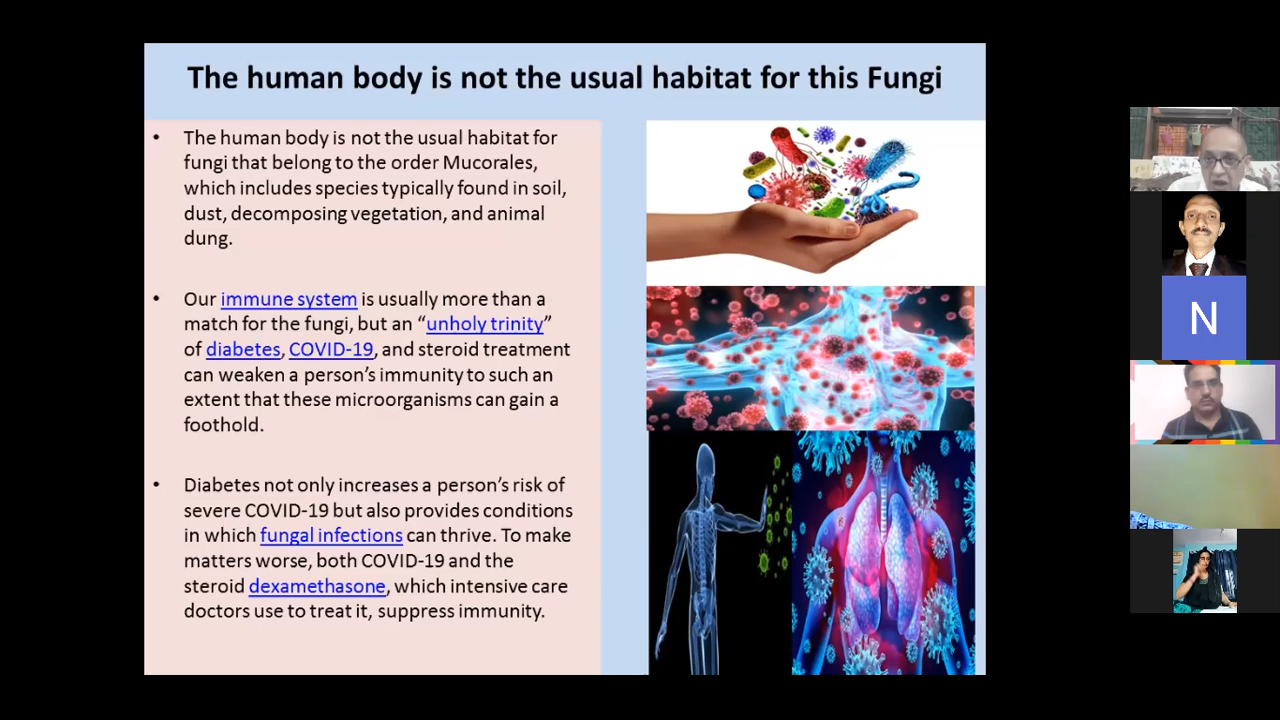 The human body is not the usual habitat for this Fungi
• The human body is not the usual habitat for
fungi that belong to the order Mucorales,
which includes species typically found in soil,
dust, decomposing vegetation, and animal
dung.
• Our immune system is usually more than a
match for the fungi, but an “unholy trinity”
of diabetes, COVID-19, and steroid treatment
can weaken a person’s immunity to such an
extent that these microorganisms can gain a
foothold.
• Diabetes not only increases a person’s risk of
severe COVID-19 but also provides conditions
in which fungal infections can thrive. To make
matters worse, both COVID-19 and the
steroid dexamethasone, which intensive care
doctors use to treat it, suppress immunity.
N